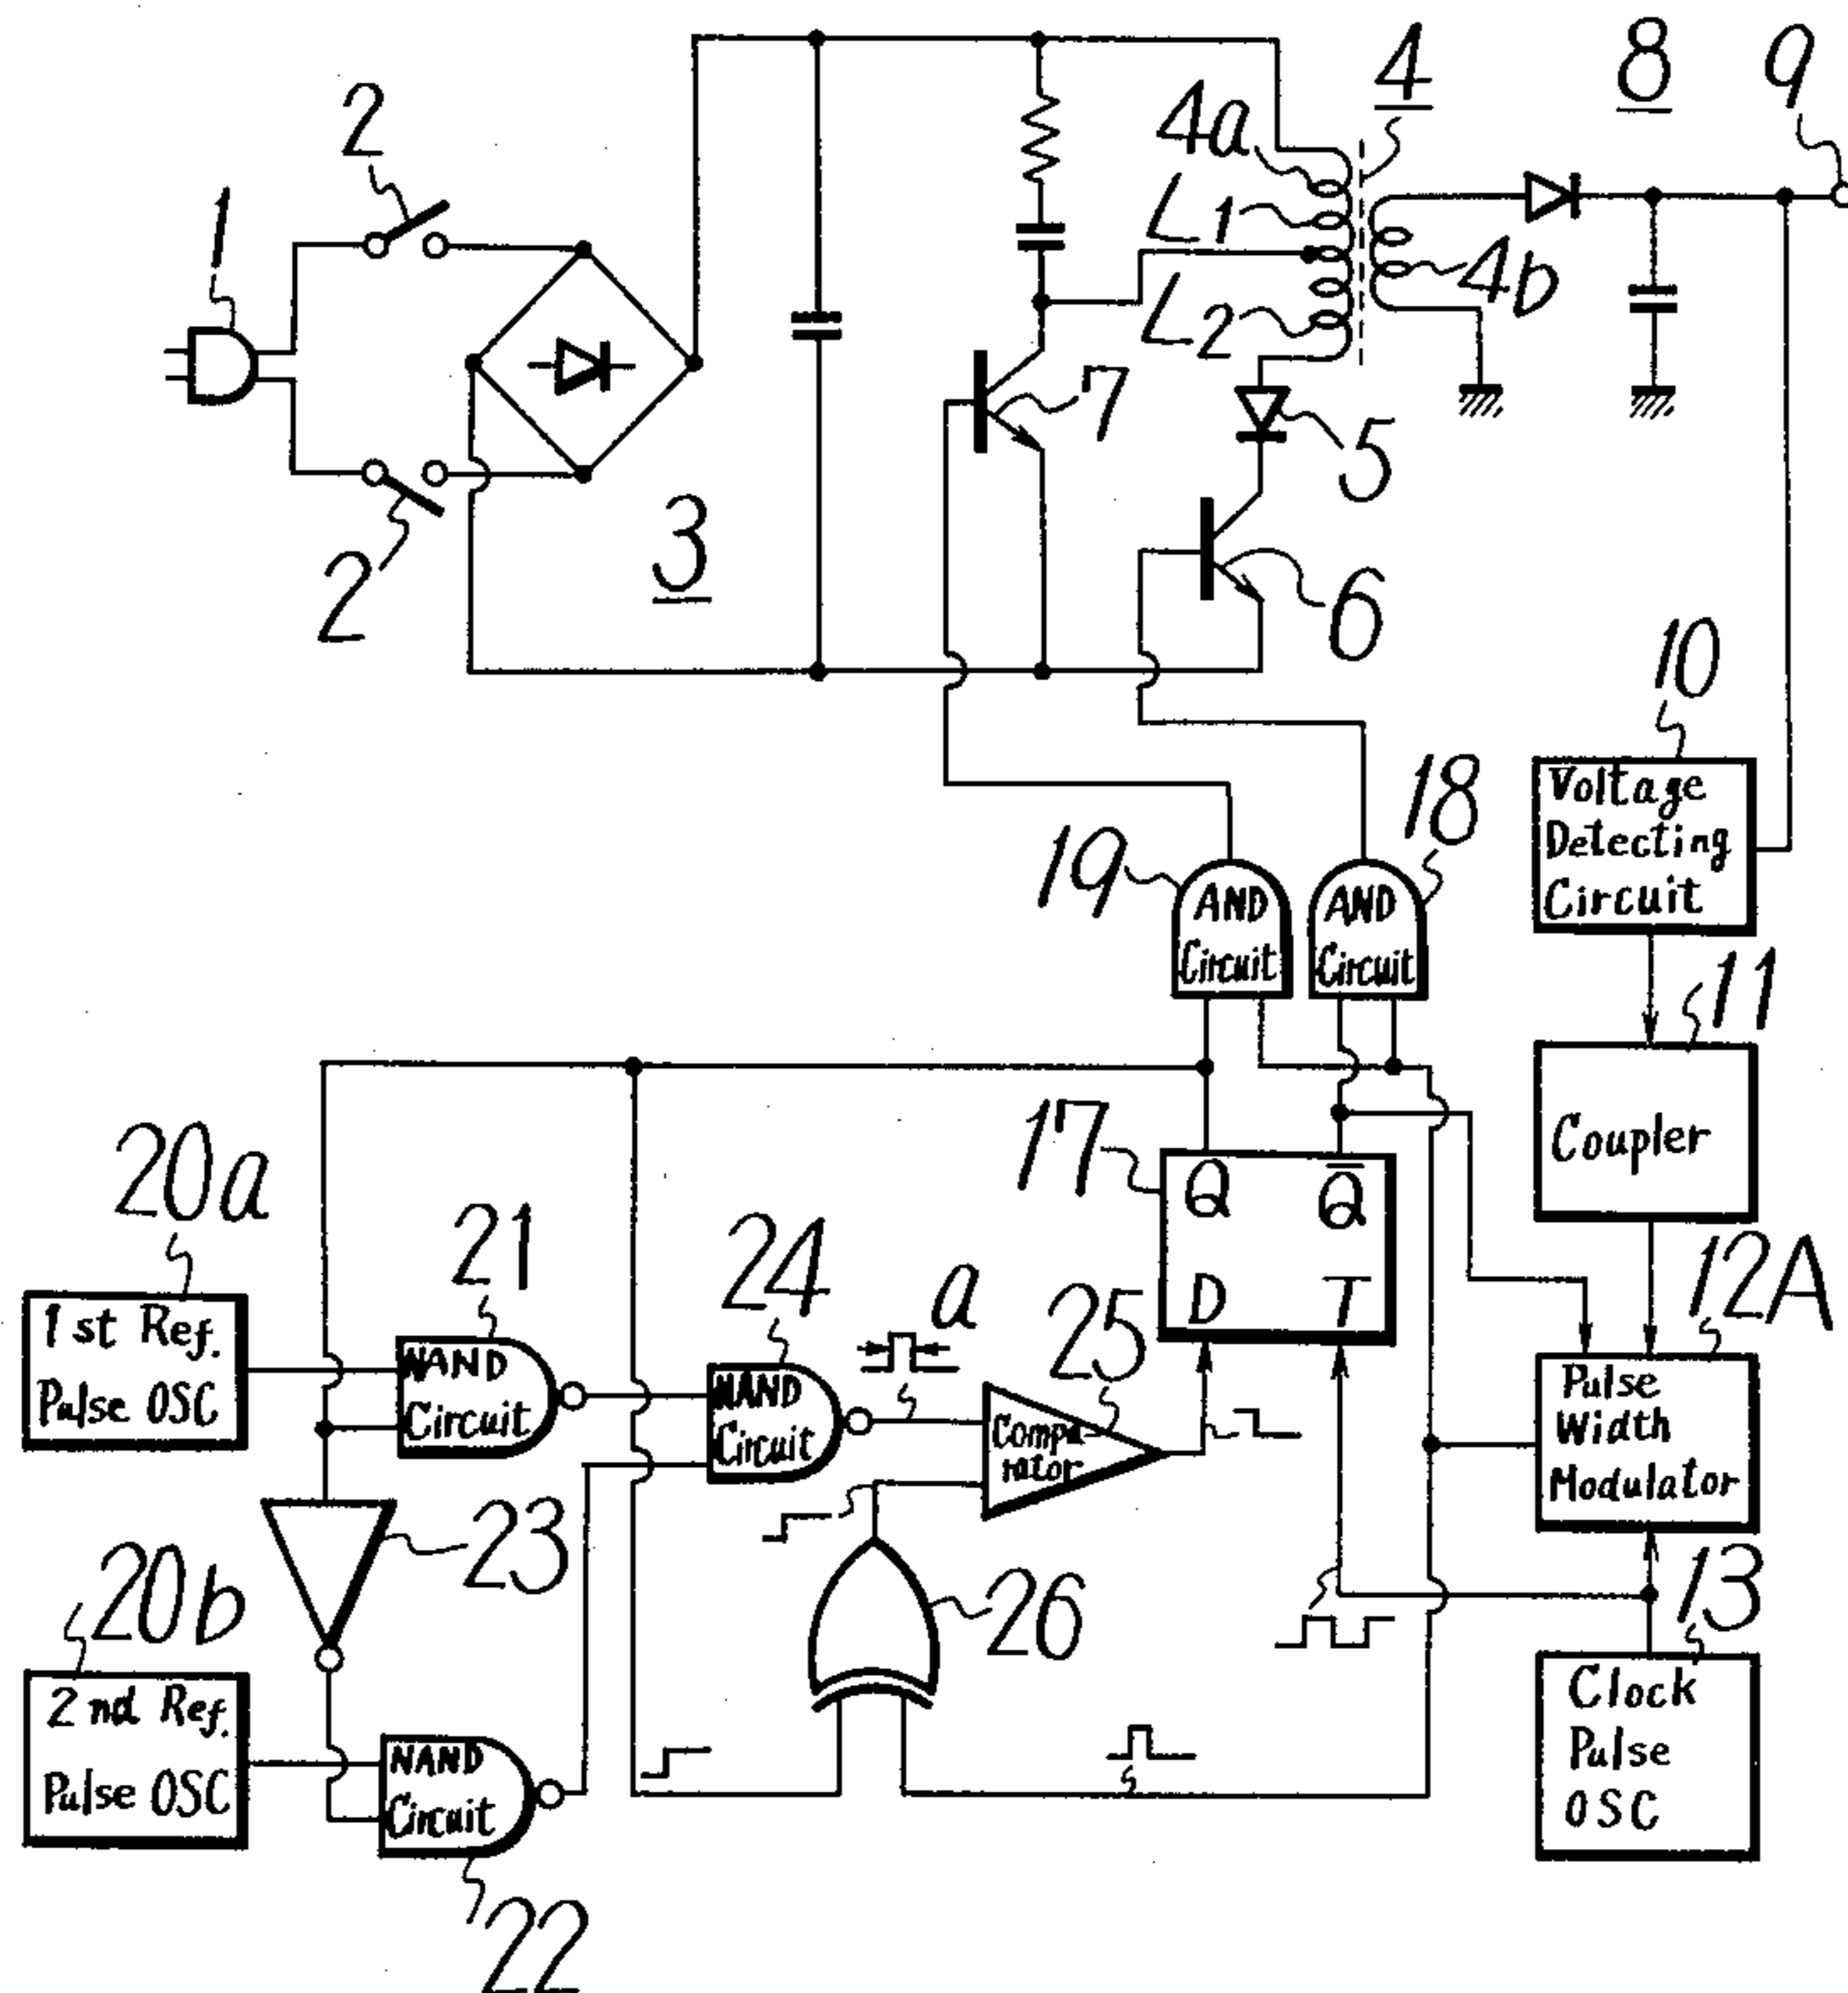 4
8
9
2
4a
1
L1
4b
L2
7
5
3
2
6
10
Voltage
Detecting
Circuit
18
19
AND
Circuit
AND
Circuit
11
Coupler
17
Q
Q̅
D
T
20a
21
24
a
25
12A
1st Ref.
Pulse OSC
NAND
Circuit
NAND
Circuit
Compa-
rator
Pulse
Width
Modulator
23
20b
26
13
2nd Ref.
Pulse OSC
NAND
Circuit
Clock
Pulse
OSC
22